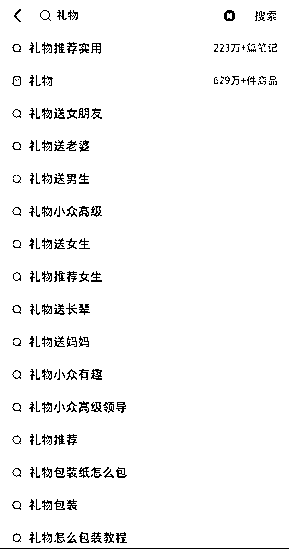 礼物 搜索
礼物推荐实用 223万+篇笔记
礼物 629万+件商品
礼物送女朋友
礼物送老婆
礼物送男生
礼物小众高级
礼物送女生
礼物推荐女生
礼物送长辈
礼物送妈妈
礼物小众有趣
礼物小众高级领导
礼物推荐
礼物包装纸怎么包
礼物包装
礼物怎么包装教程